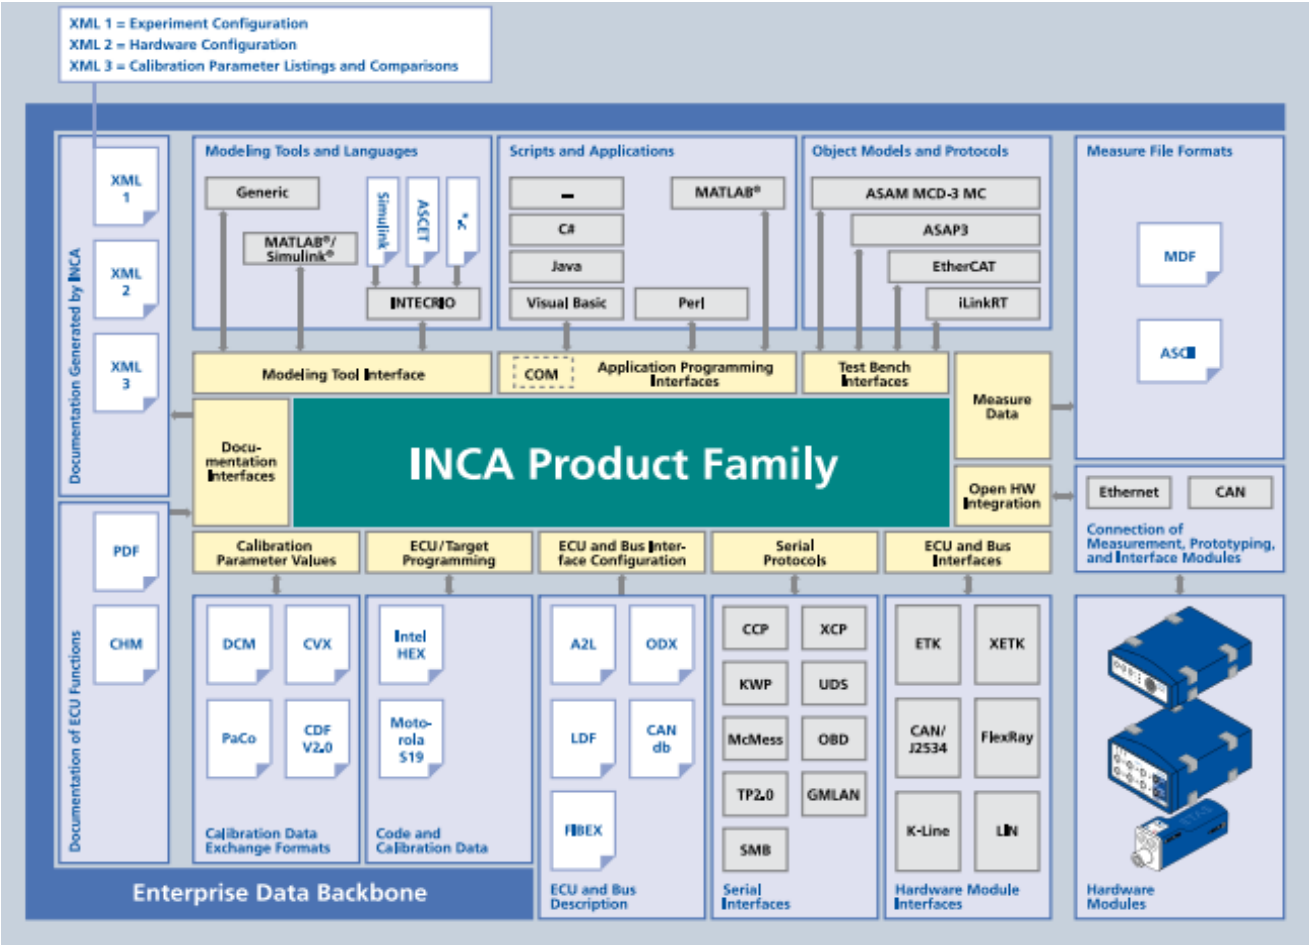 XML 1 = Experiment Configuration
XML 2 = Hardware Configuration
XML 3 = Calibration Parameter Listings and Comparisons
Documentation Generated by INCA
XML
1
XML
2
XML
3
Modeling Tools and Languages
Generic
MATLAB®/
Simulink®
Simulink
ASCET
*.c
INTECRIO
Scripts and Applications
...
C#
Java
Visual Basic
Perl
MATLAB®
Object Models and Protocols
ASAM MCD-3 MC
ASAP3
EtherCAT
iLinkRT
Measure File Formats
MDF
ASCII
Modeling Tool Interface
COM
Application Programming
Interfaces
Test Bench
Interfaces
Measure
Data
Docu-
mentation
Interfaces
INCA Product Family
Open HW
Integration
Ethernet
CAN
Connection of
Measurement, Prototyping,
and Interface Modules
Documentation of ECU Functions
PDF
CHM
Calibration
Parameter Values
ECU/Target
Programming
ECU and Bus Inter-
face Configuration
Serial
Protocols
ECU and Bus
Interfaces
DCM
CVX
PaCo
CDF
V2.0
Calibration Data
Exchange Formats
Intel
HEX
Moto-
rola
S19
Code and
Calibration Data
A2L
ODX
LDF
CAN
db
FIBEX
ECU and Bus
Description
CCP
XCP
KWP
UDS
McMess
OBD
TP2.0
GMLAN
SMB
Serial
Interfaces
ETK
XETK
CAN/
J2534
FlexRay
K-Line
LIN
Hardware Module
Interfaces
ETAS
Hardware
Modules
Enterprise Data Backbone